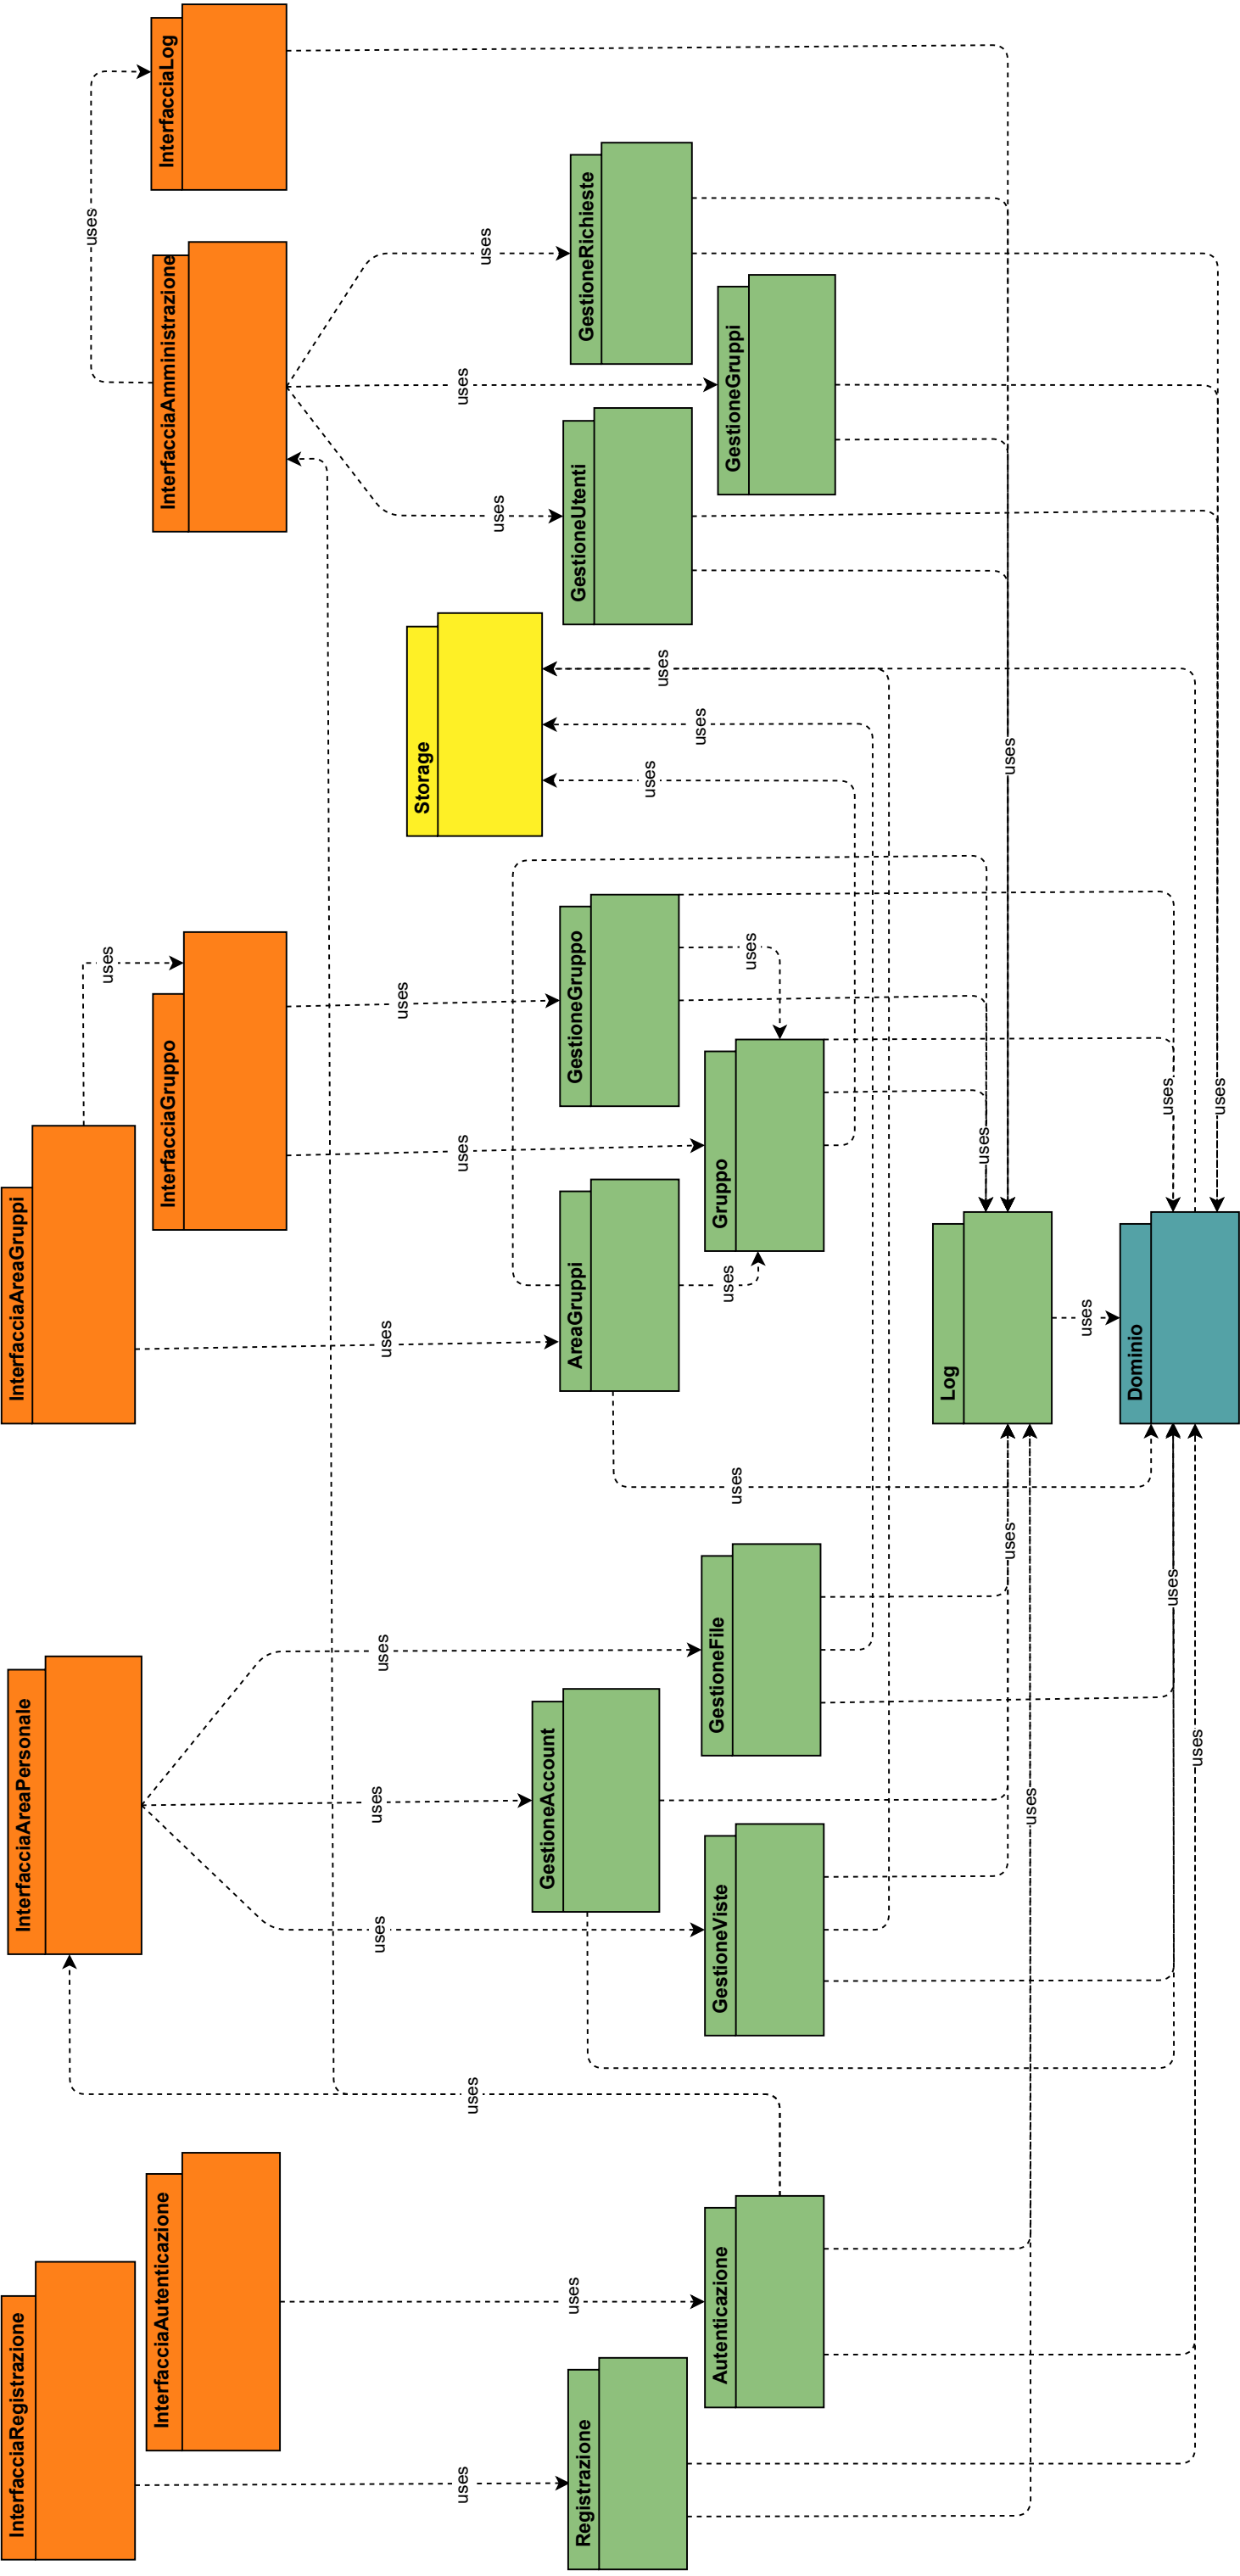 InterfacciaRegistrazione
InterfacciaAreaPersonale
InterfacciaAreaGruppi
uses
uses
InterfacciaAutenticazione
InterfacciaGruppo
InterfacciaAmministrazione
InterfacciaLog
uses
uses
uses
uses
uses
Storage
uses
uses
uses
uses
uses
uses
GestioneAccount
Registrazione
AreaGruppi
GestioneGruppo
GestioneUtenti
GestioneRichieste
uses
uses
uses
uses
Autenticazione
GestioneViste
GestioneFile
Gruppo
GestioneGruppi
uses
uses
uses
Log
uses
uses
uses
uses
uses
Dominio
uses
uses
uses
uses